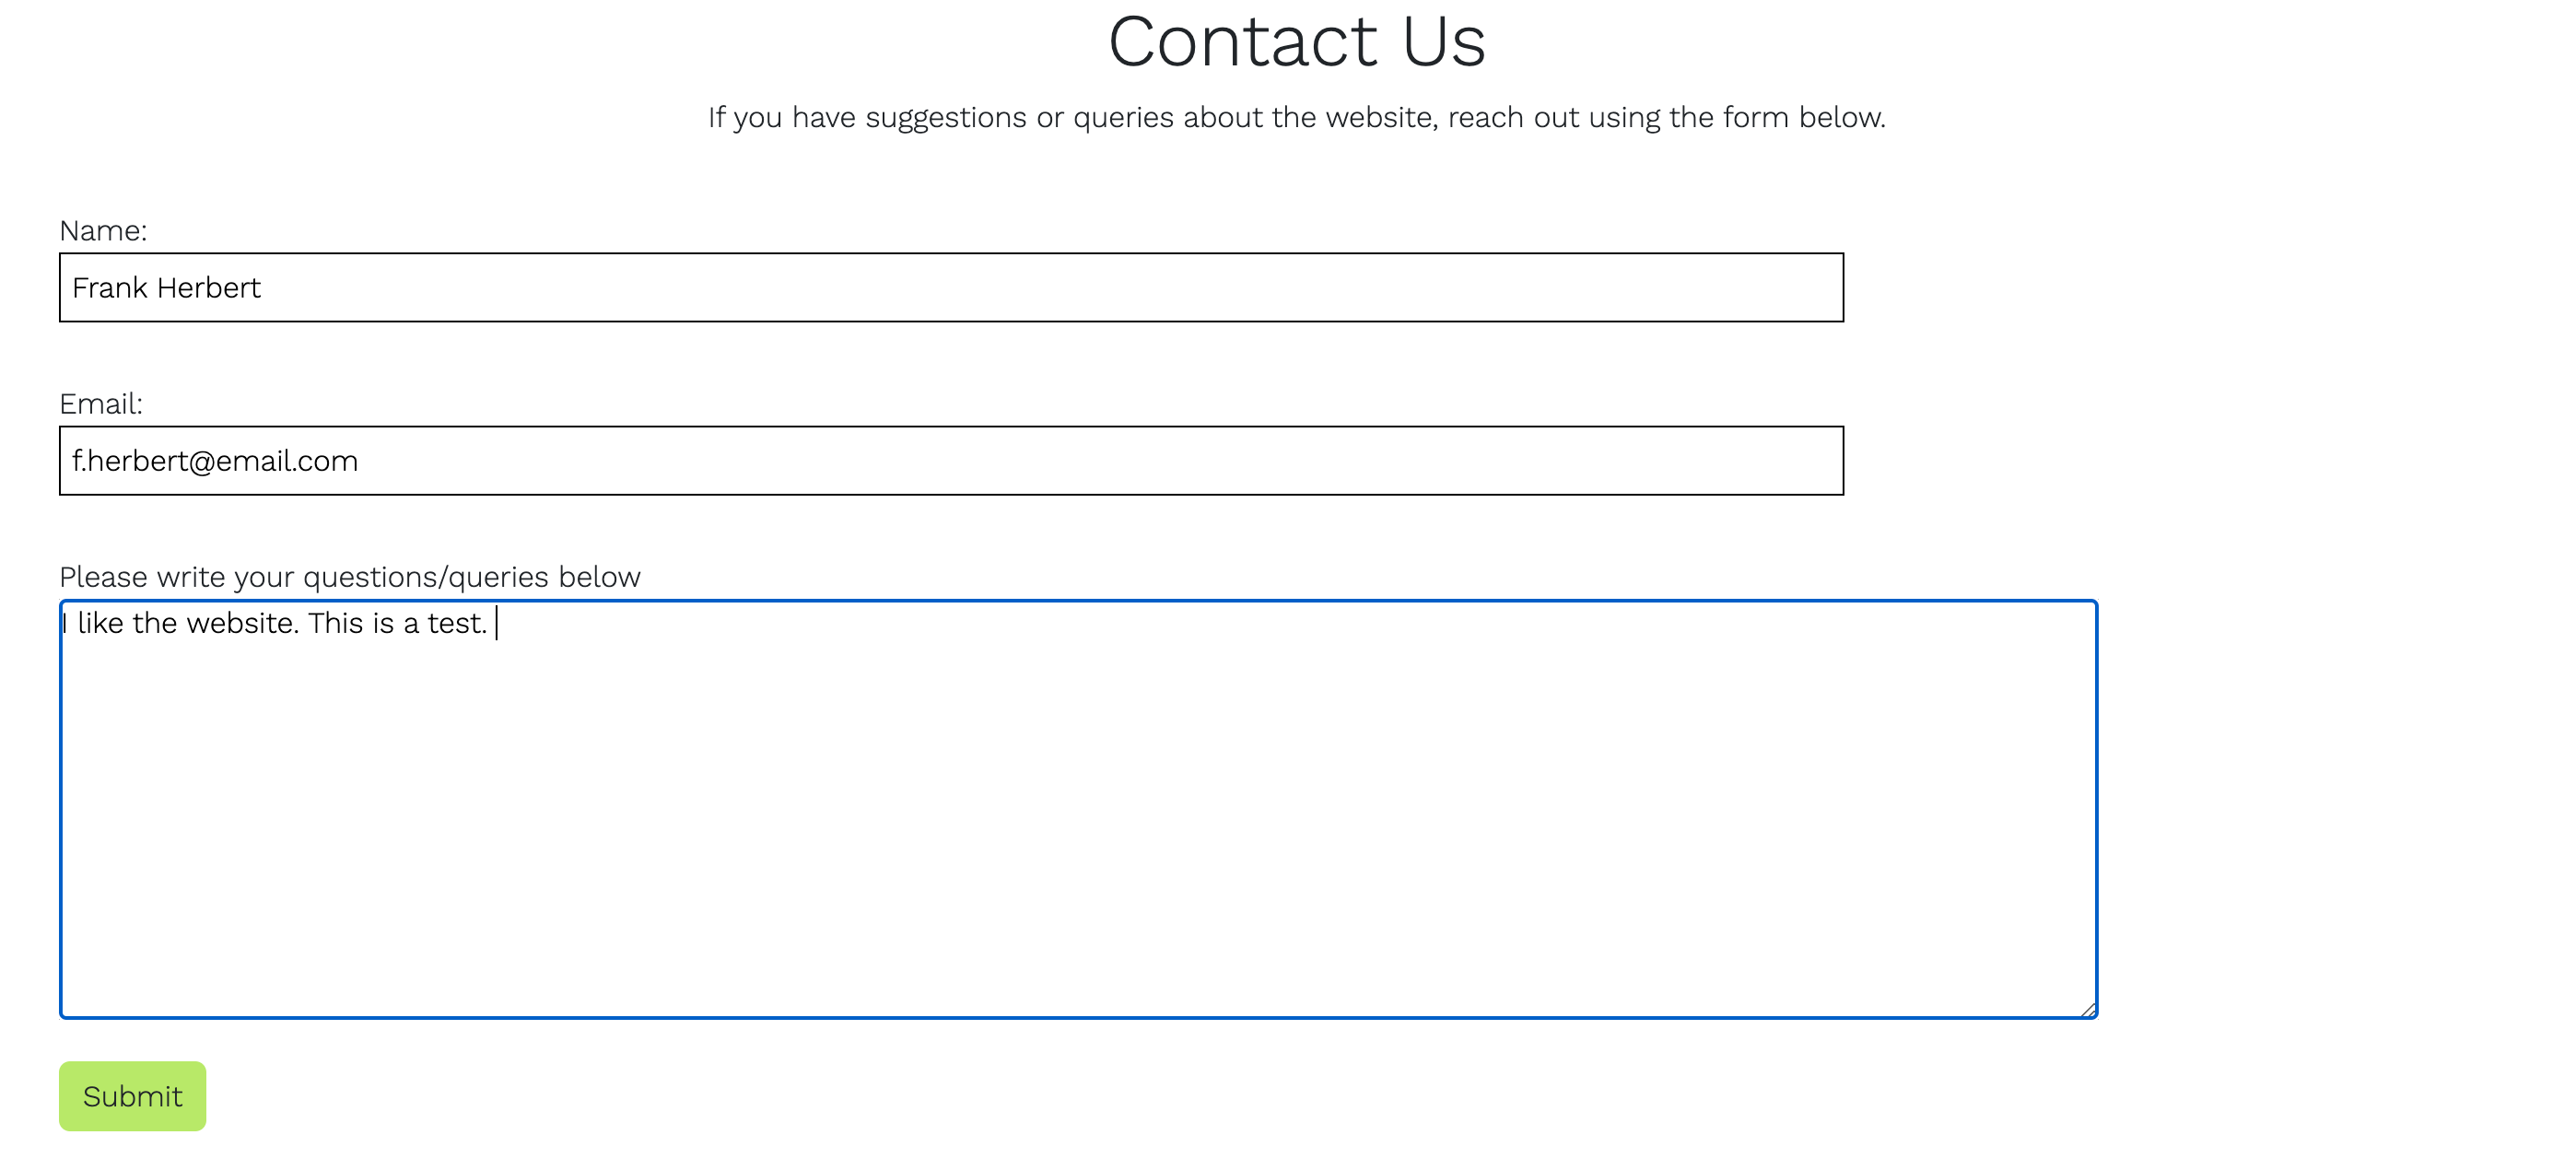 Contact Us
If you have suggestions or queries about the website, reach out using the form below.
Name:
Frank Herbert
Email:
f.herbert@email.com
Please write your questions/queries below
I like the website. This is a test.
Submit